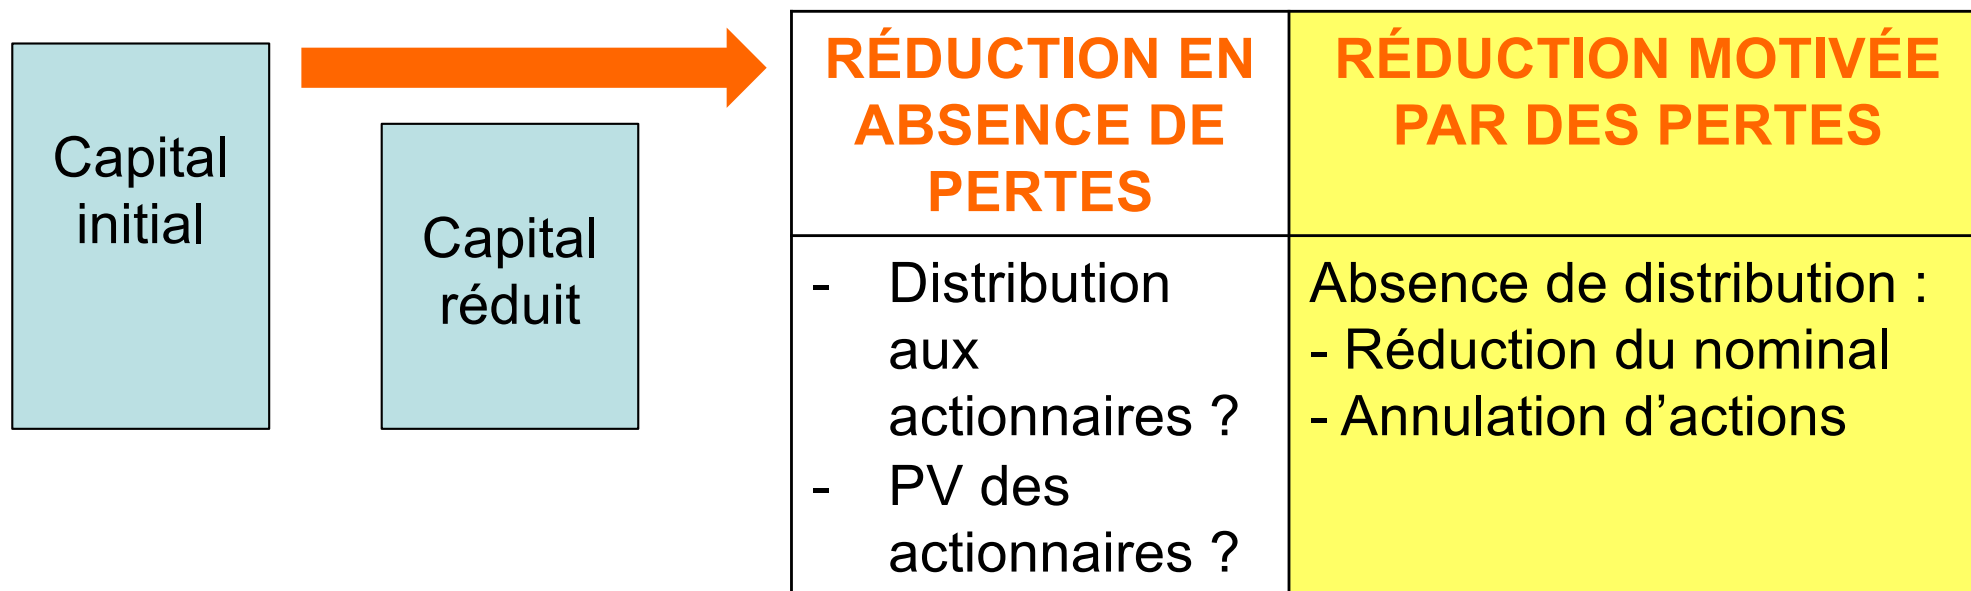 Capital
initial
Capital
réduit
RÉDUCTION EN
ABSENCE DE
PERTES
RÉDUCTION MOTIVÉE
PAR DES PERTES
- Distribution
aux
actionnaires ?
- PV des
actionnaires ?
Absence de distribution :
- Réduction du nominal
- Annulation d’actions